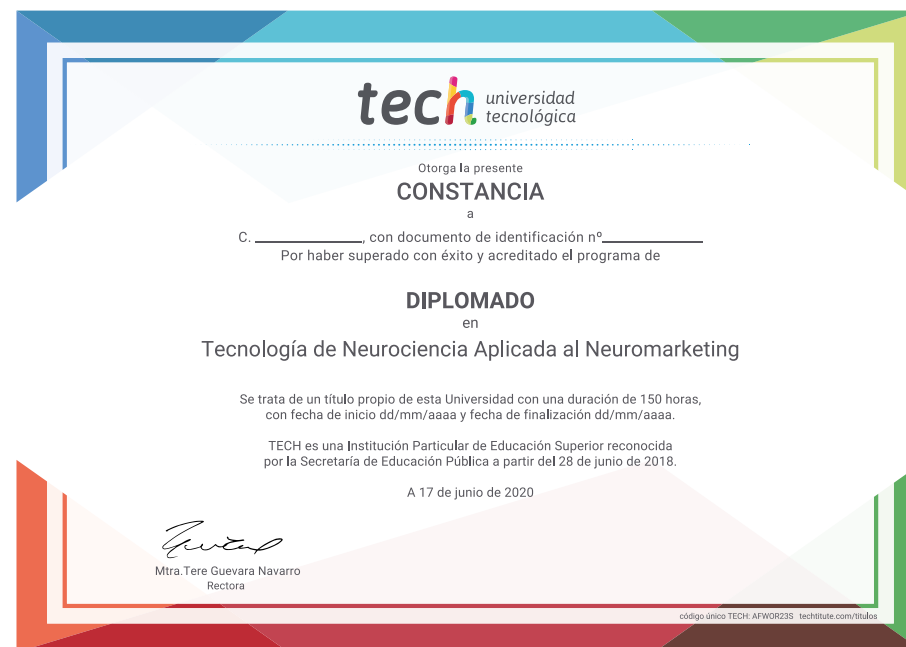 tech universidad
tecnológica
Otorga la presente
CONSTANCIA
a
C. __________, con documento de identificación nº__________
Por haber superado con éxito y acreditado el programa de
DIPLOMADO
en
Tecnología de Neurociencia Aplicada al Neuromarketing
Se trata de un título propio de esta Universidad con una duración de 150 horas,
con fecha de inicio dd/mm/aaaa y fecha de finalización dd/mm/aaaa.
TECH es una Institución Particular de Educación Superior reconocida
por la Secretaría de Educación Pública a partir del 28 de junio de 2018.
A 17 de junio de 2020
Mtra.Tere Guevara Navarro
Rectora
código único TECH: AFWOR23S techtitute.com/titulos